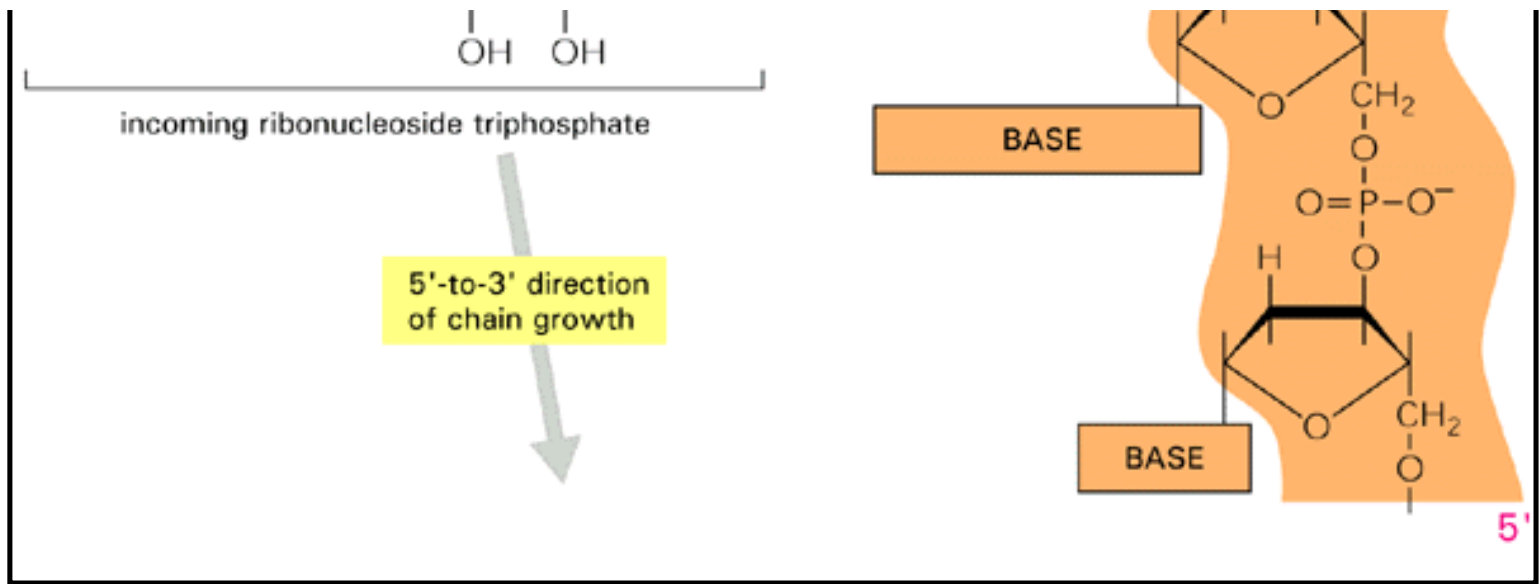 OH OH
incoming ribonucleoside triphosphate
5'-to-3' direction
of chain growth
O
CH2
BASE
O
O=P–O–
O
H
O
CH2
BASE
O
5'